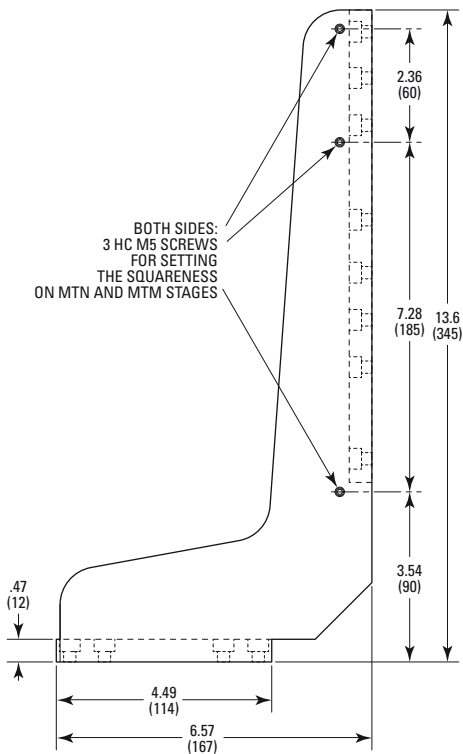 2.36
(60)
BOTH SIDES:
3 HC M5 SCREWS
FOR SETTING
THE SQUARENESS
ON MTN AND MTM STAGES
7.28
(185)
13.6
(345)
3.54
(90)
.47
(12)
4.49
(114)
6.57
(167)